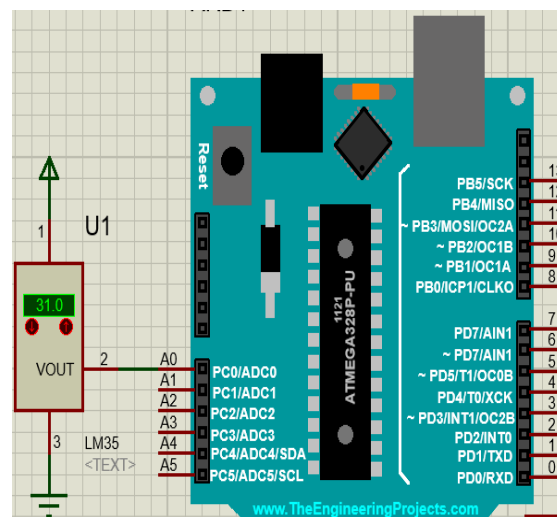 1
U1
31.0
VOUT
2
3
LM35
<TEXT>
Reset
A0
A1
A2
A3
A4
A5
PC0/ADC0
PC1/ADC1
PC2/ADC2
PC3/ADC3
PC4/ADC4/SDA
PC5/ADC5/SCL
1121
ATMEGA328P-PU
PB5/SCK 13
PB4/MISO 12
~ PB3/MOSI/OC2A 11
~ PB2/OC1B 10
~ PB1/OC1A 9
PB0/ICP1/CLKO 8
PD7/AIN1 7
~ PD7/AIN1 6
~ PD5/T1/OC0B 5
PD4/T0/XCK 4
~ PD3/INT1/OC2B 3
PD2/INT0 2
PD1/TXD 1
PD0/RXD 0
www.TheEngineeringProjects.com